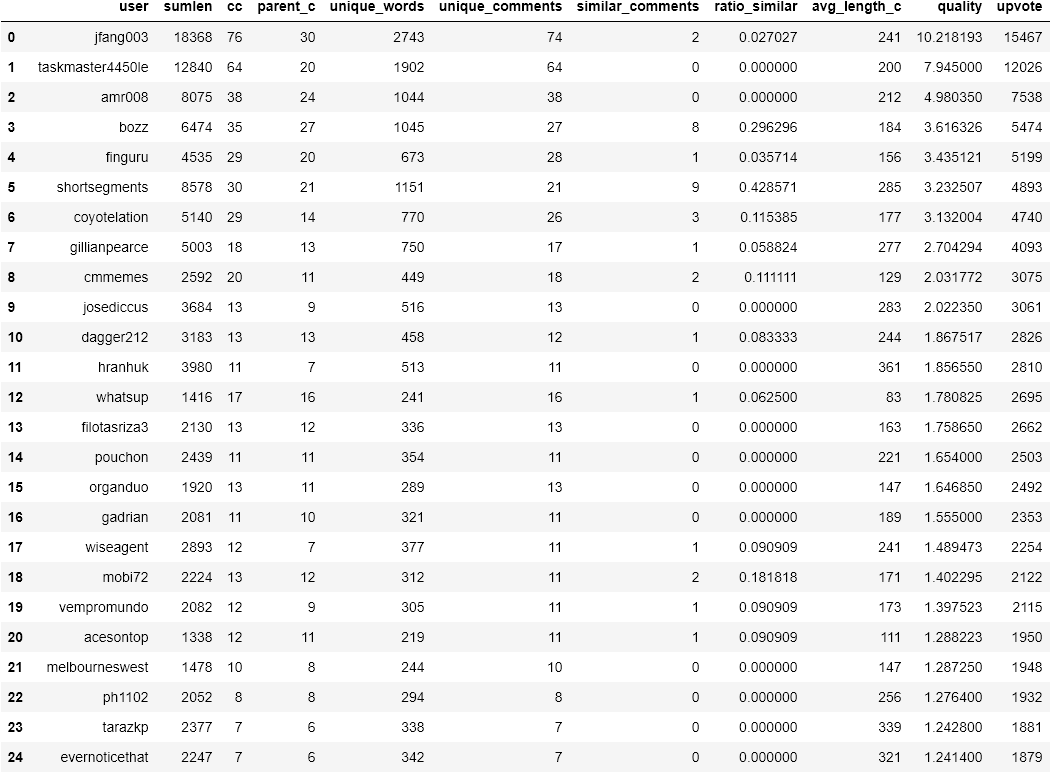 user sumlen cc parent_c unique_words unique_comments similar_comments ratio_similar avg_length_c quality upvote
0 jfang003 18368 76 30 2743 74 2 0.027027 241 10.218193 15467
1 taskmaster4450le 12840 64 20 1902 64 0 0.000000 200 7.945000 12026
2 amr008 8075 38 24 1044 38 0 0.000000 212 4.980350 7538
3 bozz 6474 35 27 1045 27 8 0.296296 184 3.616326 5474
4 finguru 4535 29 20 673 28 1 0.035714 156 3.435121 5199
5 shortsegments 8578 30 21 1151 21 9 0.428571 285 3.232507 4893
6 coyotelation 5140 29 14 770 26 3 0.115385 177 3.132004 4740
7 gillianpearce 5003 18 13 750 17 1 0.058824 277 2.704294 4093
8 cmmemes 2592 20 11 449 18 2 0.111111 129 2.031772 3075
9 josediccus 3684 13 9 516 13 0 0.000000 283 2.022350 3061
10 dagger212 3183 13 13 458 12 1 0.083333 244 1.867517 2826
11 hranhuk 3980 11 7 513 11 0 0.000000 361 1.856550 2810
12 whatsup 1416 17 16 241 16 1 0.062500 83 1.780825 2695
13 filotasriza3 2130 13 12 336 13 0 0.000000 163 1.758650 2662
14 pouchon 2439 11 11 354 11 0 0.000000 221 1.654000 2503
15 organduo 1920 13 11 289 13 0 0.000000 147 1.646850 2492
16 gadrian 2081 11 10 321 11 0 0.000000 189 1.555000 2353
17 wiseagent 2893 12 7 377 11 1 0.090909 241 1.489473 2254
18 mobi72 2224 13 12 312 11 2 0.181818 171 1.402295 2122
19 vempromundo 2082 12 9 305 11 1 0.090909 173 1.397523 2115
20 acesontop 1338 12 11 219 11 1 0.090909 111 1.288223 1950
21 melbourneswest 1478 10 8 244 10 0 0.000000 147 1.287250 1948
22 ph1102 2052 8 8 294 8 0 0.000000 256 1.276400 1932
23 tarazkp 2377 7 6 338 7 0 0.000000 339 1.242800 1881
24 evernoticethat 2247 7 6 342 7 0 0.000000 321 1.241400 1879